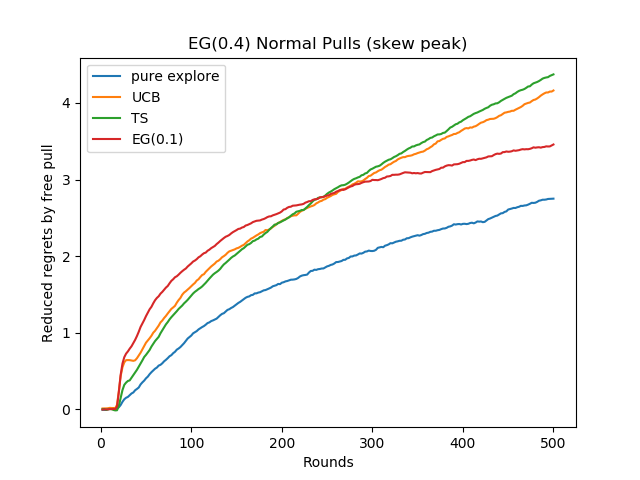 EG(0.4) Normal Pulls (skew peak)
pure explore
UCB
TS
EG(0.1)
Reduced regrets by free pull
4
3
2
1
0
0 100 200 300 400 500
Rounds